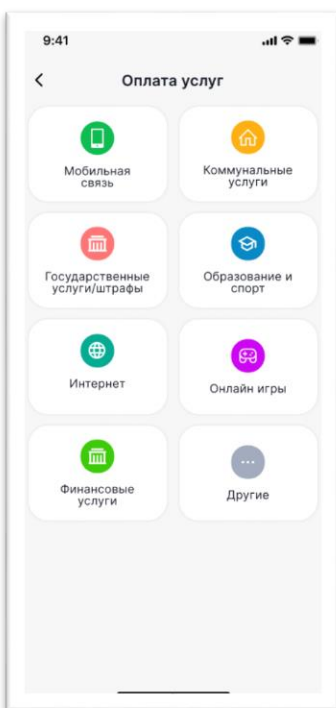 9:41
Оплата услуг
Мобильная
связь
Коммунальные
услуги
Государственные
услуги/штрафы
Образование и
спорт
Интернет
Онлайн игры
Финансовые
услуги
Другие